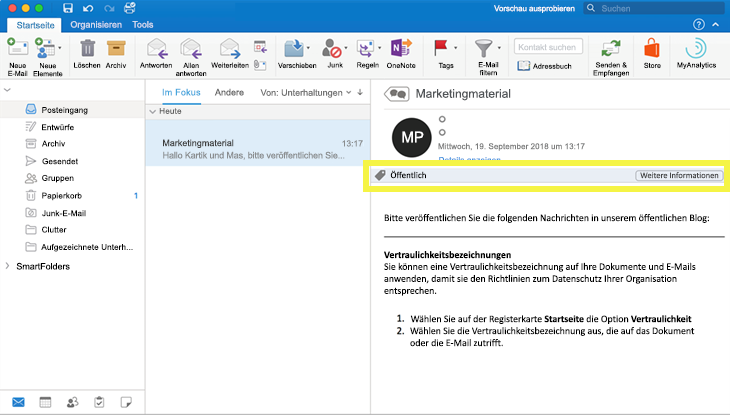 Vorschau ausprobieren
Suchen
Startseite Organisieren Tools
Neue E-Mail
Neue Elemente
Löschen
Archiv
Antworten
Allen antworten
Weiterleiten
Verschieben
Junk
Regeln
OneNote
Tags
E-Mail filtern
Kontakt suchen
Adressbuch
Senden & Empfangen
Store
MyAnalytics
Posteingang
Entwürfe
Archiv
Gesendet
Gruppen
Papierkorb 1
Junk-E-Mail
Clutter
Aufgezeichnete Unterh...
SmartFolders
Im Fokus Andere Von: Unterhaltungen
Heute
Marketingmaterial 13:17
Hallo Kartik und Mas, bitte veröffentlichen Sie...
Marketingmaterial
MP
Mittwoch, 19. September 2018 um 13:17
Details anzeigen
Öffentlich Weitere Informationen
Bitte veröffentlichen Sie die folgenden Nachrichten in unserem öffentlichen Blog:
Vertraulichkeitsbezeichnungen
Sie können eine Vertraulichkeitsbezeichnung auf Ihre Dokumente und E-Mails
anwenden, damit sie den Richtlinien zum Datenschutz Ihrer Organisation
entsprechen.
1. Wählen Sie auf der Registerkarte Startseite die Option Vertraulichkeit
2. Wählen Sie die Vertraulichkeitsbezeichnung aus, die auf das Dokument
oder die E-Mail zutrifft.